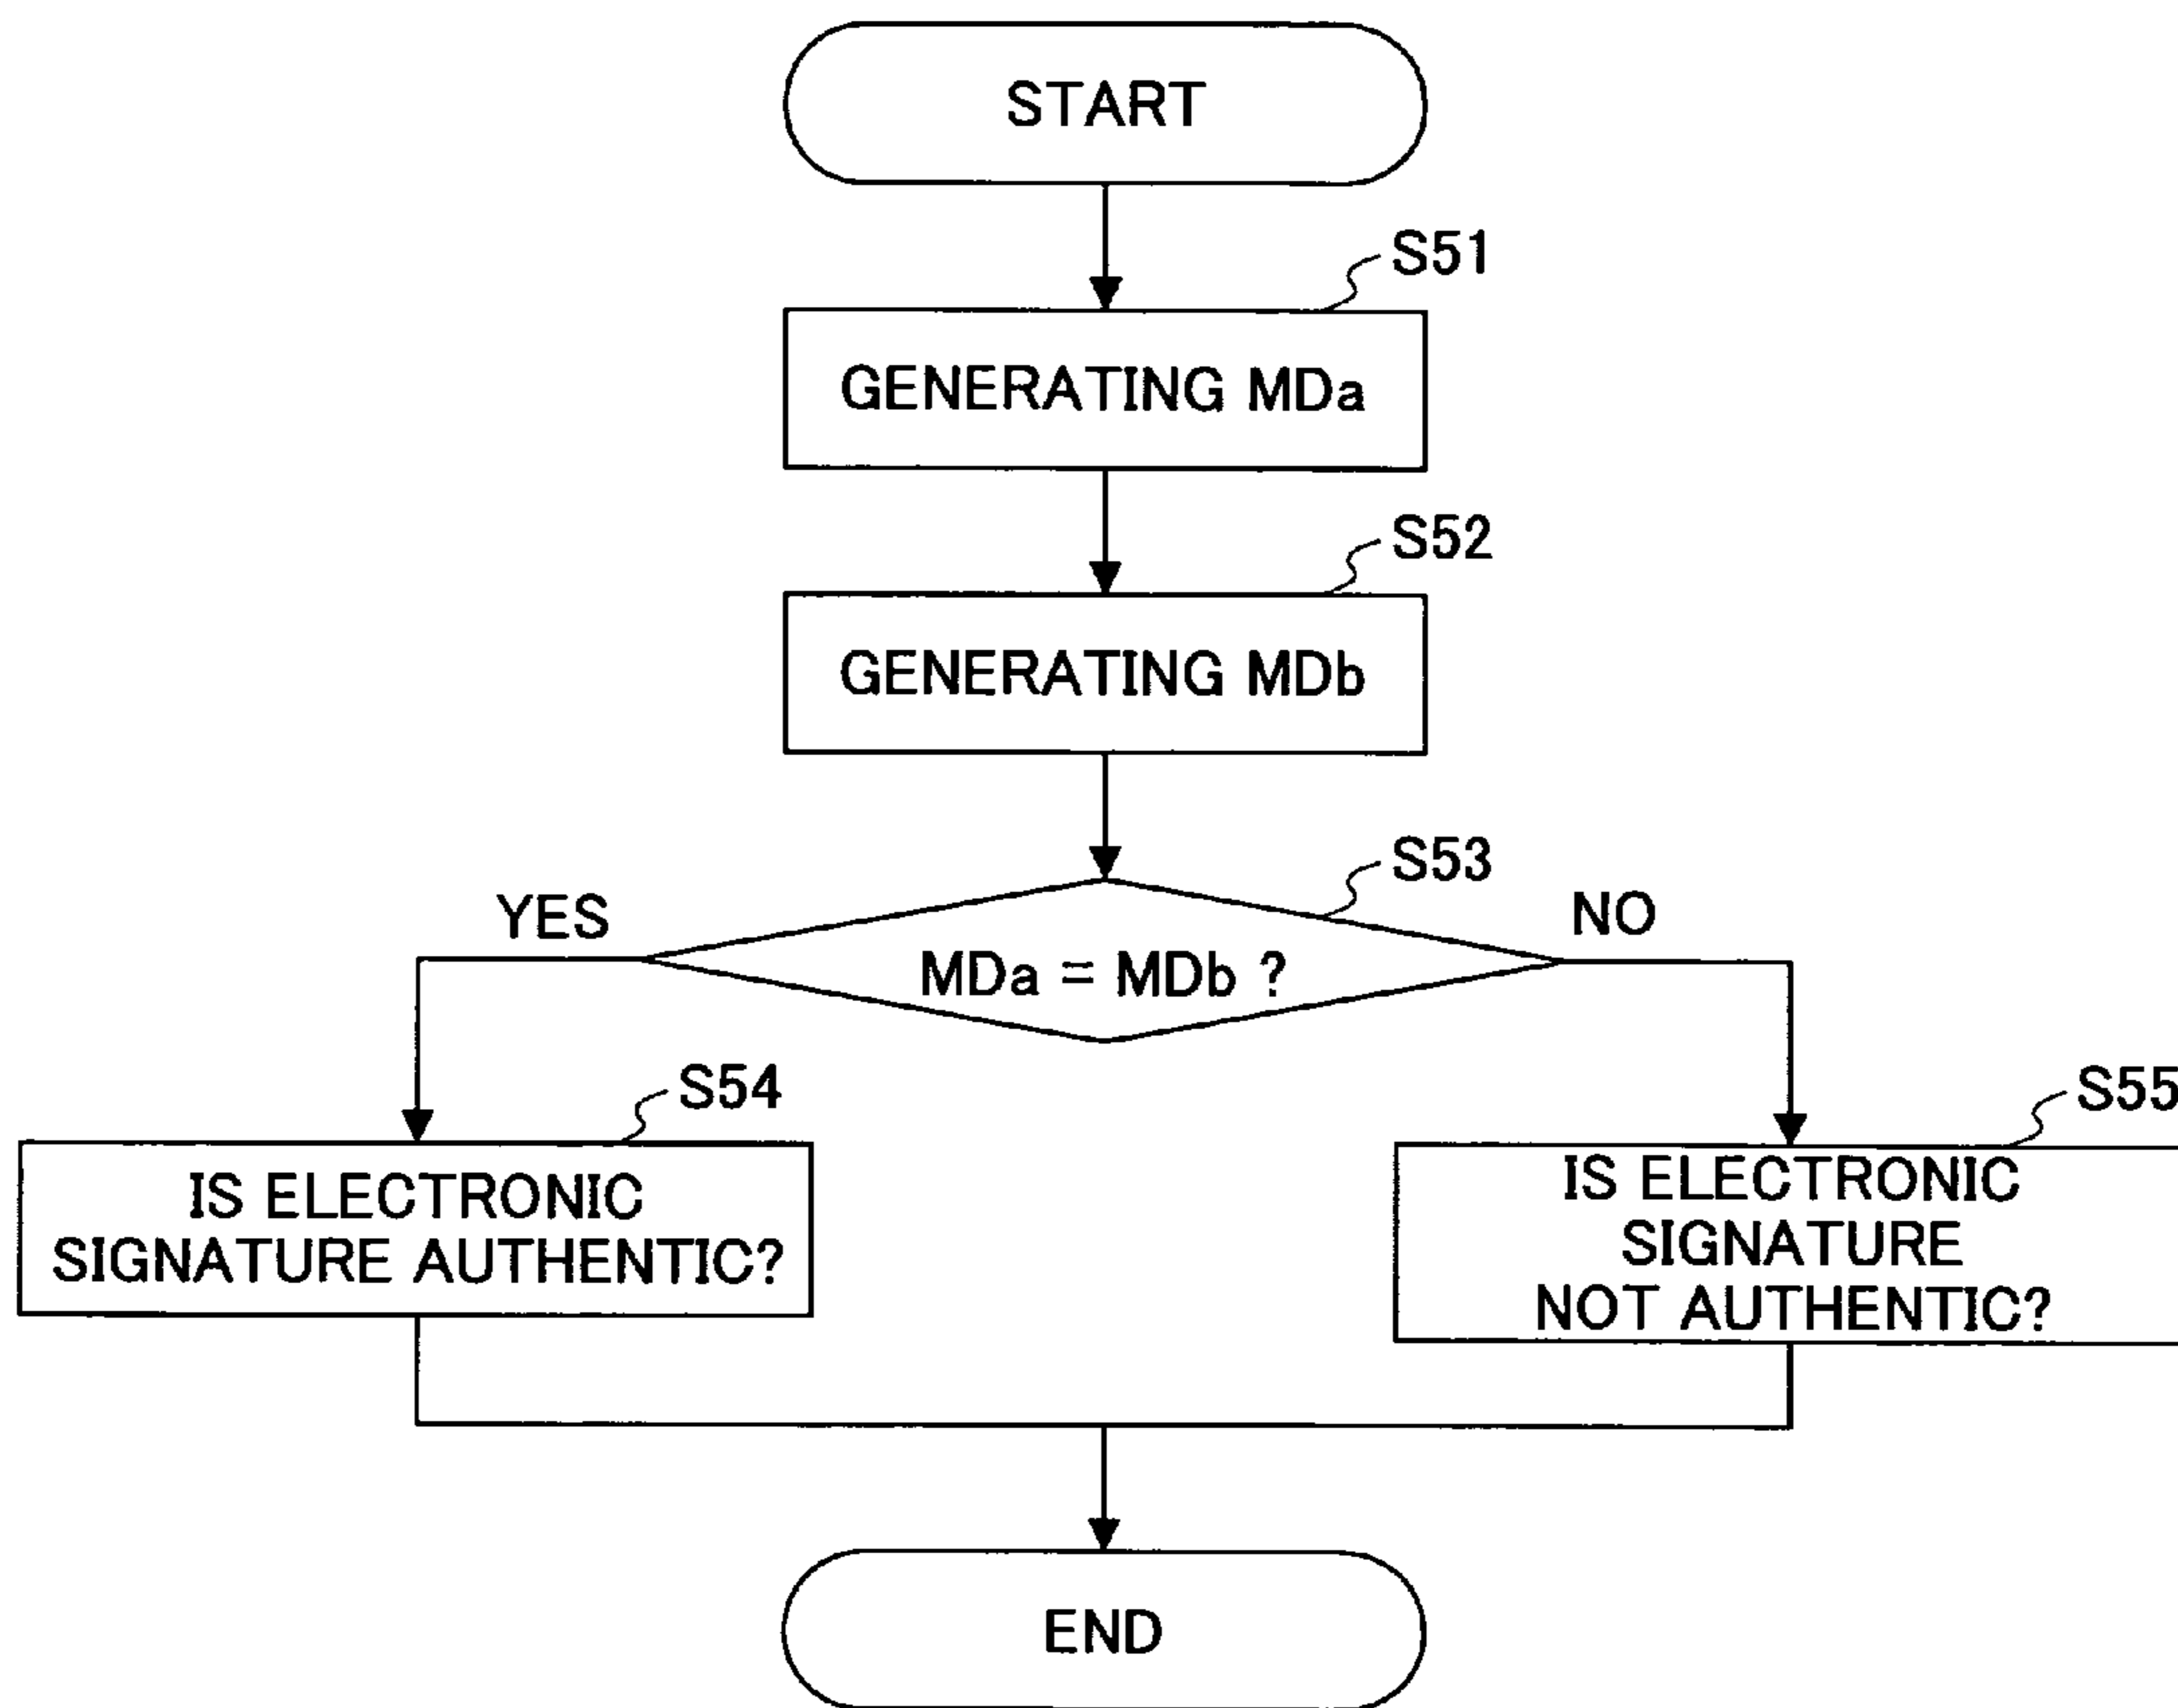 START
S51
GENERATING MDa
S52
GENERATING MDb
S53
YES
NO
MDa = MDb ?
S54
S55
IS ELECTRONIC
SIGNATURE AUTHENTIC?
IS ELECTRONIC
SIGNATURE
NOT AUTHENTIC?
END